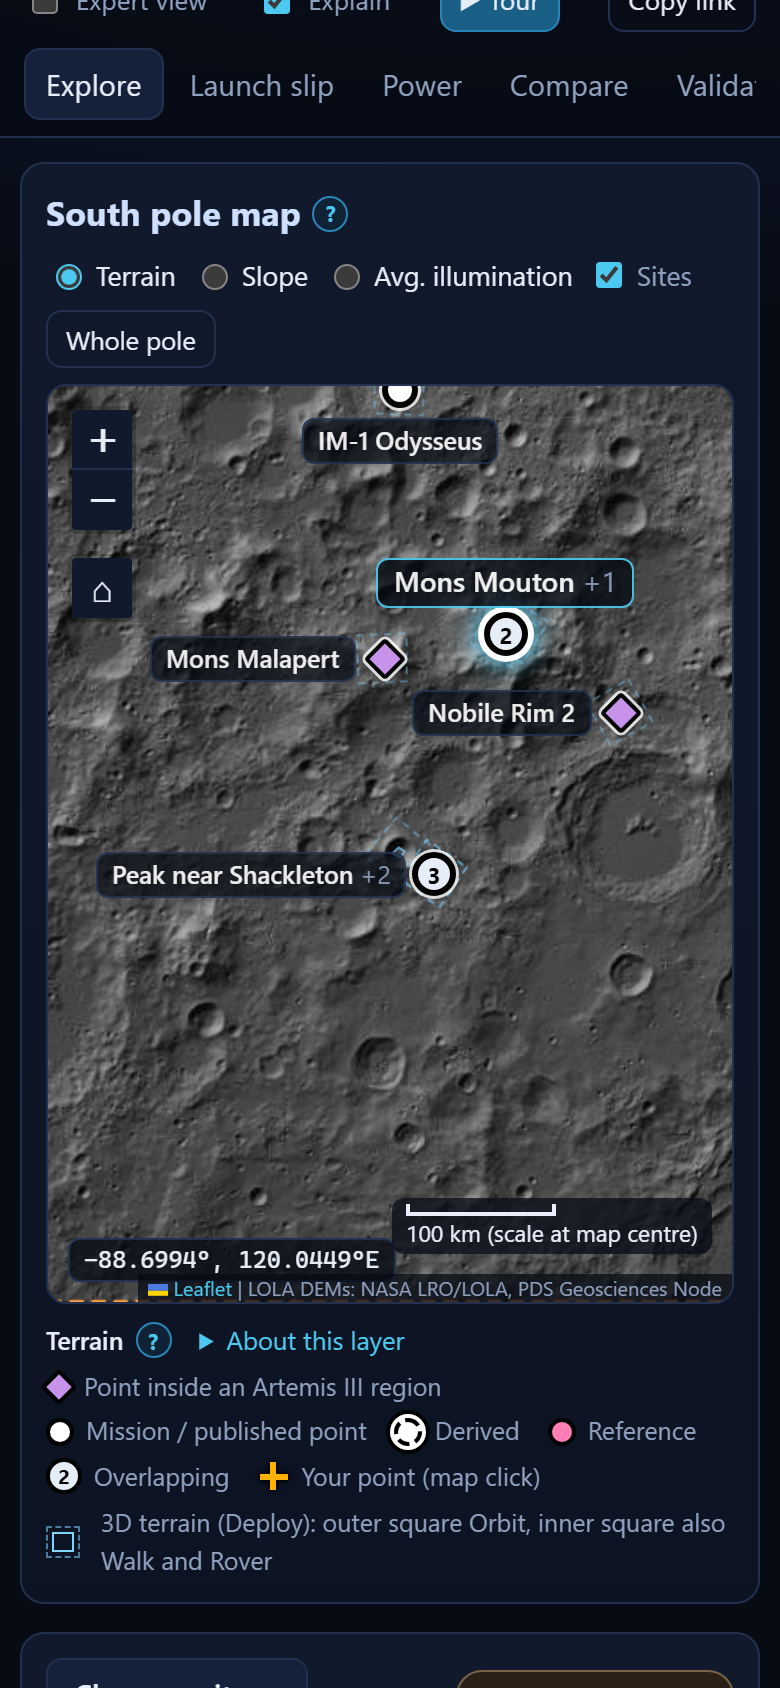 Expert view Explain Tour Copy link
Explore Launch slip Power Compare Valida
South pole map ?
Terrain Slope Avg. illumination Sites
Whole pole
+
−
IM-1 Odysseus
Mons Mouton +1
2
Mons Malapert
Nobile Rim 2
Peak near Shackleton +2 3
100 km (scale at map centre)
−88.6994°, 120.0449°E
Leaflet | LOLA DEMs: NASA LRO/LOLA, PDS Geosciences Node
Terrain ? ▶ About this layer
Point inside an Artemis III region
Mission / published point Derived Reference
2 Overlapping Your point (map click)
3D terrain (Deploy): outer square Orbit, inner square also
Walk and Rover